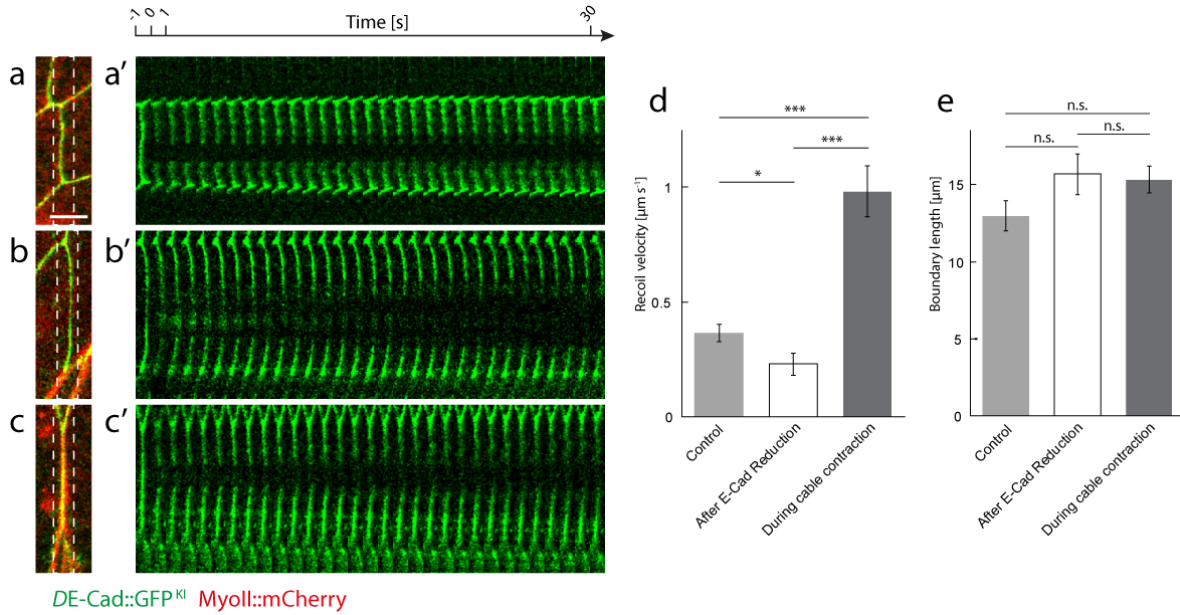 -1 0 1 30
Time [s]
a a′
b b′
c c′
DE-Cad::GFP KI MyoII::mCherry
d
***
***
*
Recoil velocity [µm s-1]
1
0.5
0
Control
After E-Cad Reduction
During cable contraction
e
n.s.
n.s.
n.s.
Boundary length [µm]
15
10
5
0
Control
After E-Cad Reduction
During cable contraction